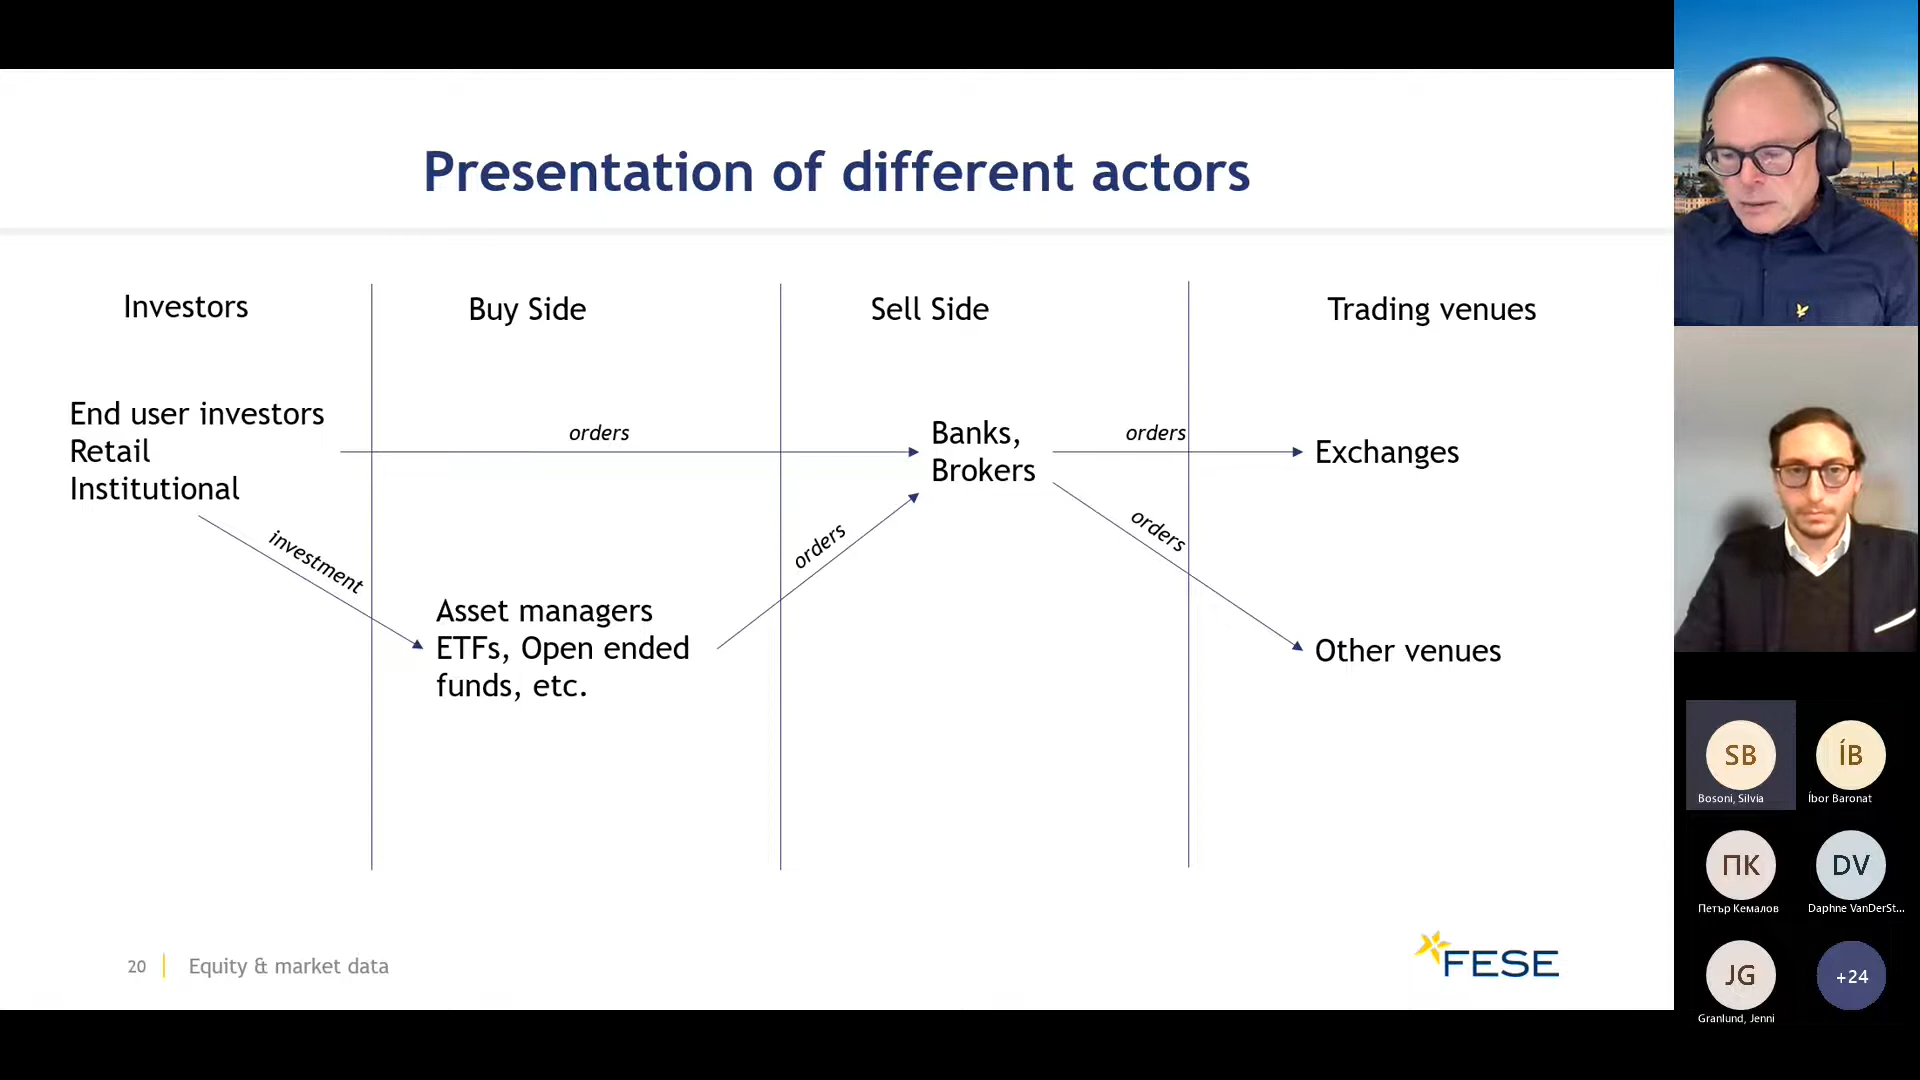 Presentation of different actors
Investors
Buy Side
Sell Side
Trading venues
End user investors
Retail
Institutional
orders
Banks,
Brokers
orders
Exchanges
investment
orders
orders
Asset managers
ETFs, Open ended
funds, etc.
Other venues
20
Equity & market data
FESE
SB
Bosoni, Silvia
ÍB
Íbor Baronat
ПК
Петър Кемалов
DV
Daphne VanDerSt...
JG
Granlund, Jenni
+24